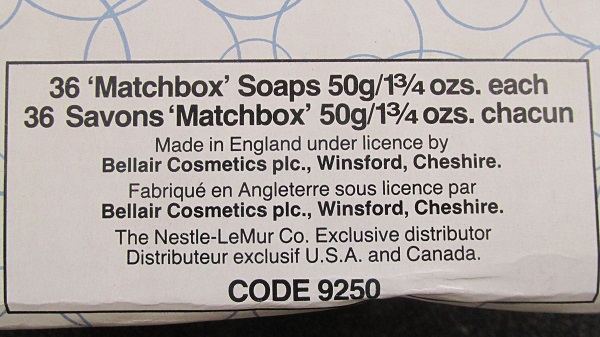 36 ‘Matchbox’ Soaps 50g/1¾ ozs. each
36 Savons ‘Matchbox’ 50g/1¾ ozs. chacun
Made in England under licence by
Bellair Cosmetics plc., Winsford, Cheshire.
Fabriqué en Angleterre sous licence par
Bellair Cosmetics plc., Winsford, Cheshire.
The Nestle-LeMur Co. Exclusive distributor
Distributeur exclusif U.S.A. and Canada.
CODE 9250